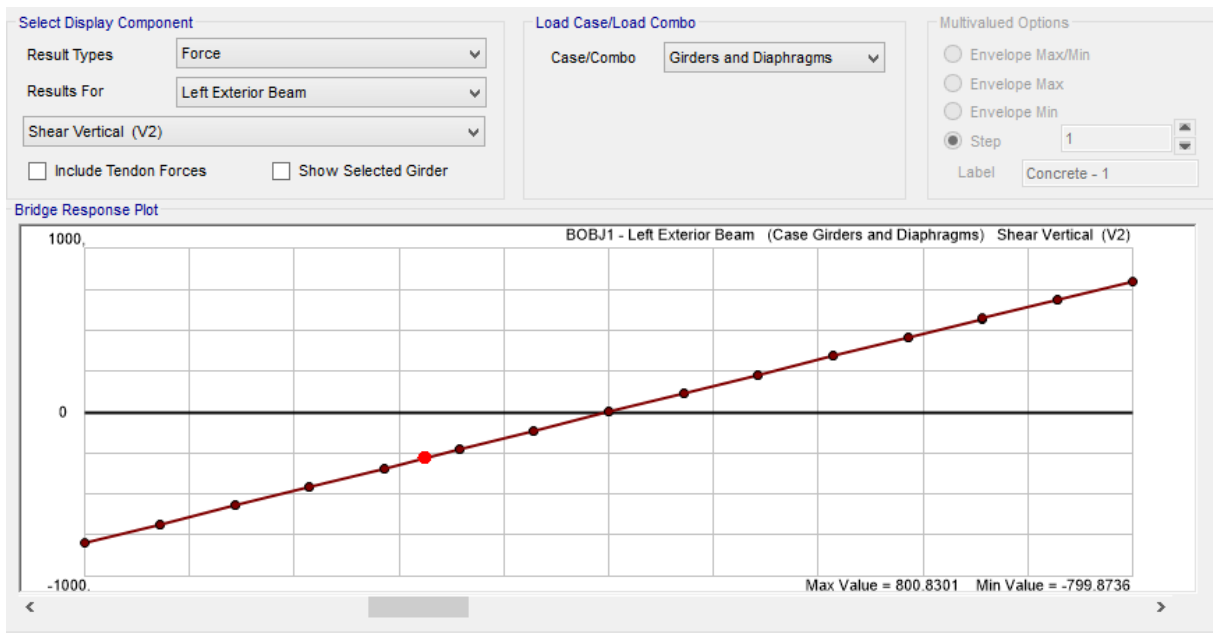 Select Display Component
Result Types Force
Results For Left Exterior Beam
Shear Vertical (V2)
Include Tendon Forces Show Selected Girder
Load Case/Load Combo
Case/Combo Girders and Diaphragms
Multivalued Options
Envelope Max/Min
Envelope Max
Envelope Min
Step 1
Label Concrete - 1
Bridge Response Plot
1000.
BOBJ1 - Left Exterior Beam (Case Girders and Diaphragms) Shear Vertical (V2)
0
-1000.
Max Value = 800.8301 Min Value = -799.8736